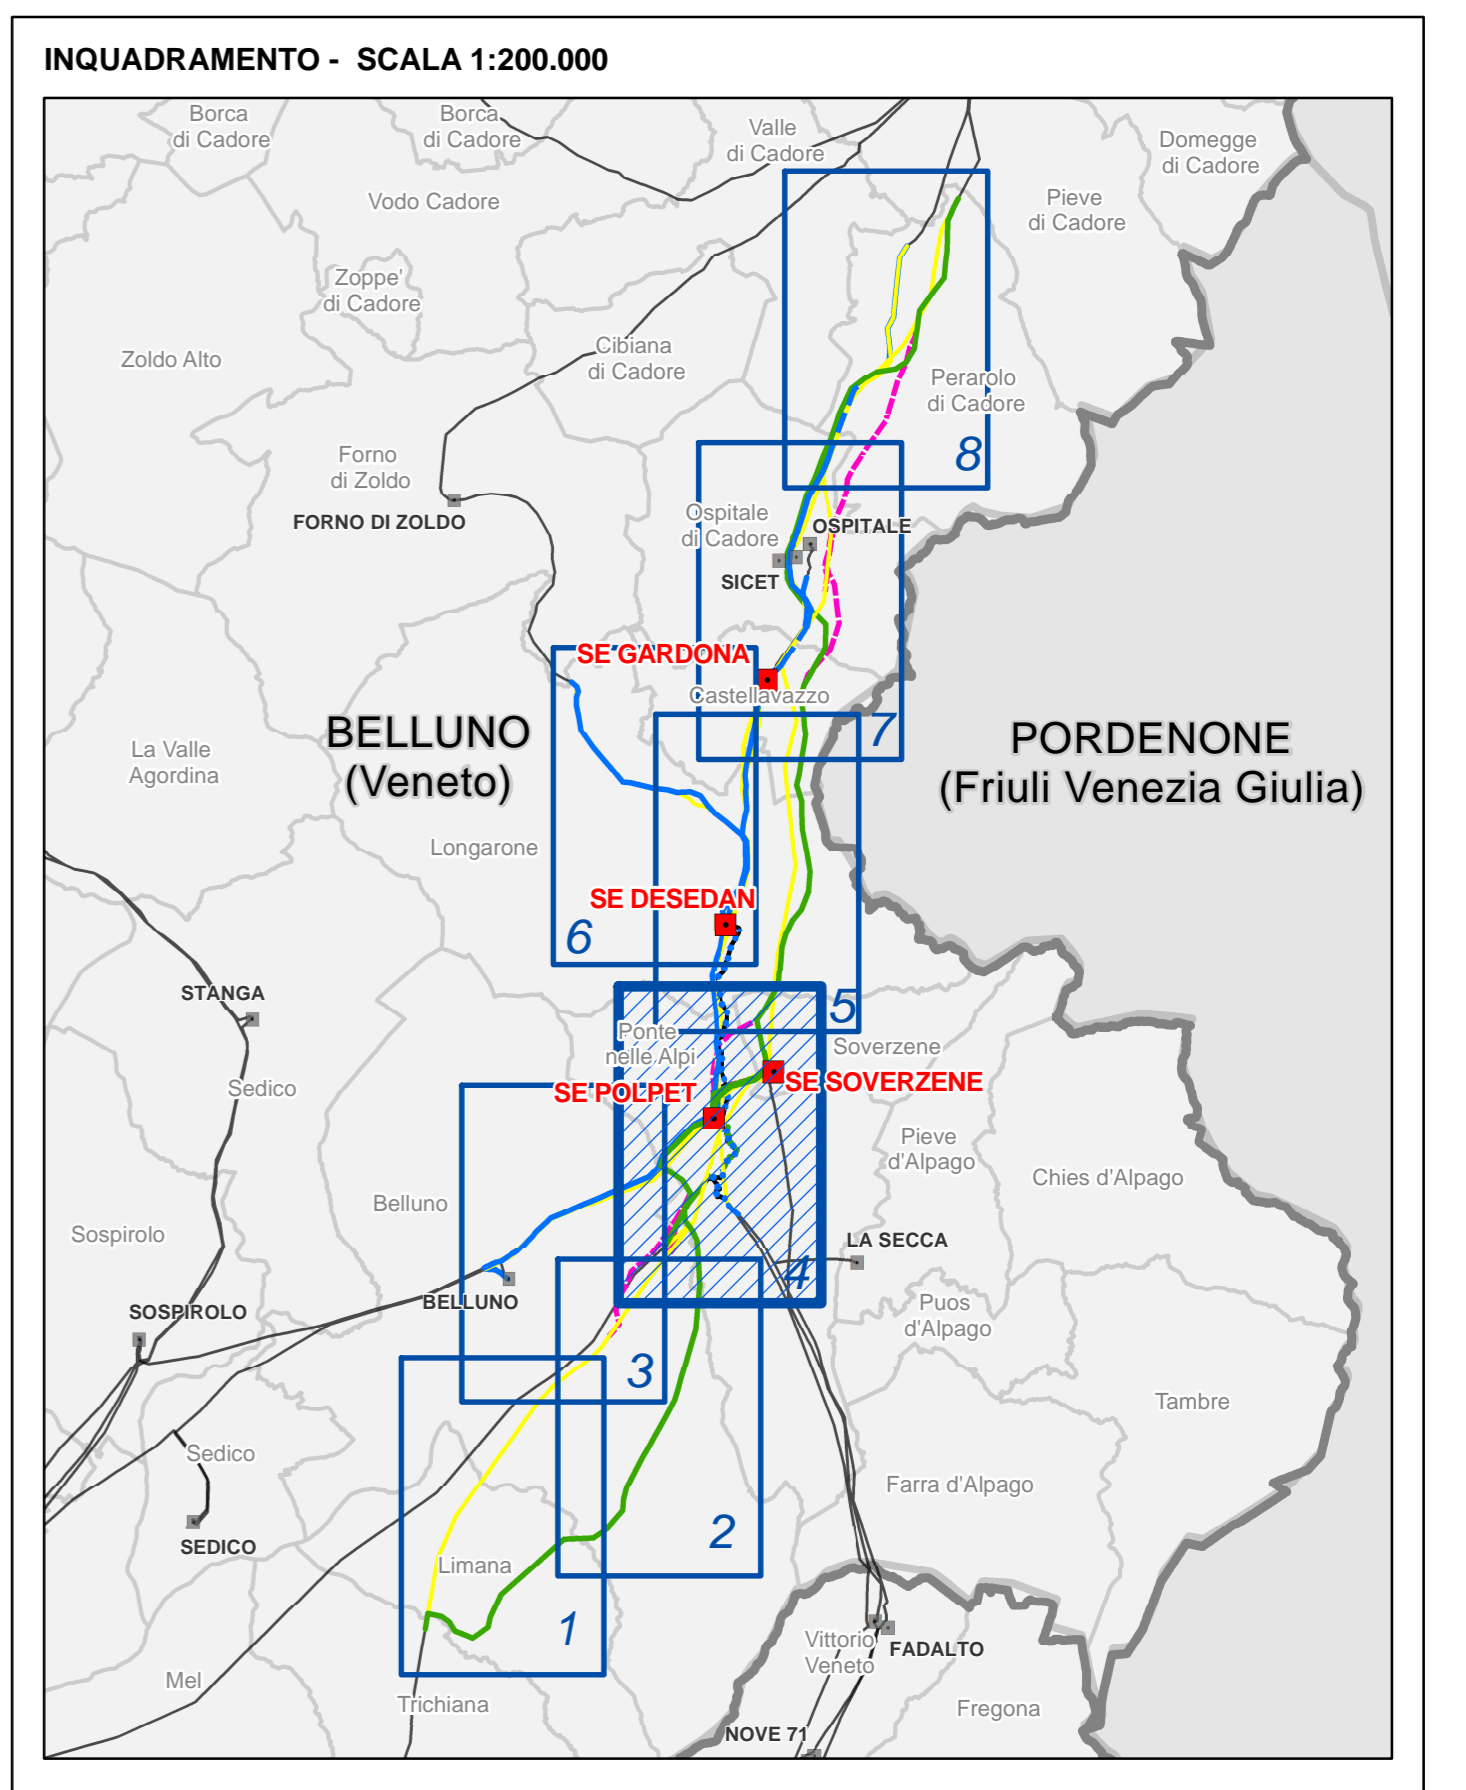 INQUADRAMENTO - SCALA 1:200.000
Borca
di Cadore
Borca
di Cadore
Valle
di Cadore
Domegge
di Cadore
Vodo Cadore
Pieve
di Cadore
Zoppe'
di Cadore
Zoldo Alto
Cibiana
di Cadore
Perarolo
di Cadore
8
Forno
di Zoldo
FORNO DI ZOLDO
Ospitale
di Cadore
OSPITALE
SICET
SE GARDONA
Castellavazzo
7
BELLUNO
(Veneto)
PORDENONE
(Friuli Venezia Giulia)
La Valle
Agordina
Longarone
SE DESEDAN
6
STANGA
5
Ponte
nelle Alpi
Soverzene
Sedico
SE POLPET
SE SOVERZENE
Pieve
d'Alpago
Chies d'Alpago
Belluno
Sospirolo
LA SECCA
4
BELLUNO
SOSPIROLO
Puos
d'Alpago
3
Tambre
Sedico
Farra d'Alpago
2
SEDICO
Limana
1
Vittorio
Veneto
FADALTO
Mel
Trichiana
Fregona
NOVE 71